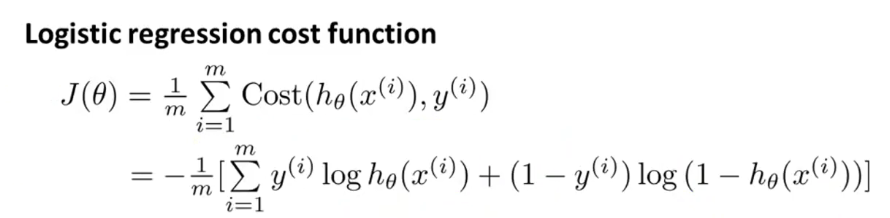 Logistic regression cost function
J(θ) = 1/m ∑_{i=1}^{m} Cost(h_θ(x^{(i)}), y^{(i)})
= −1/m [∑_{i=1}^{m} y^{(i)} log h_θ(x^{(i)}) + (1 − y^{(i)}) log (1 − h_θ(x^{(i)}))]